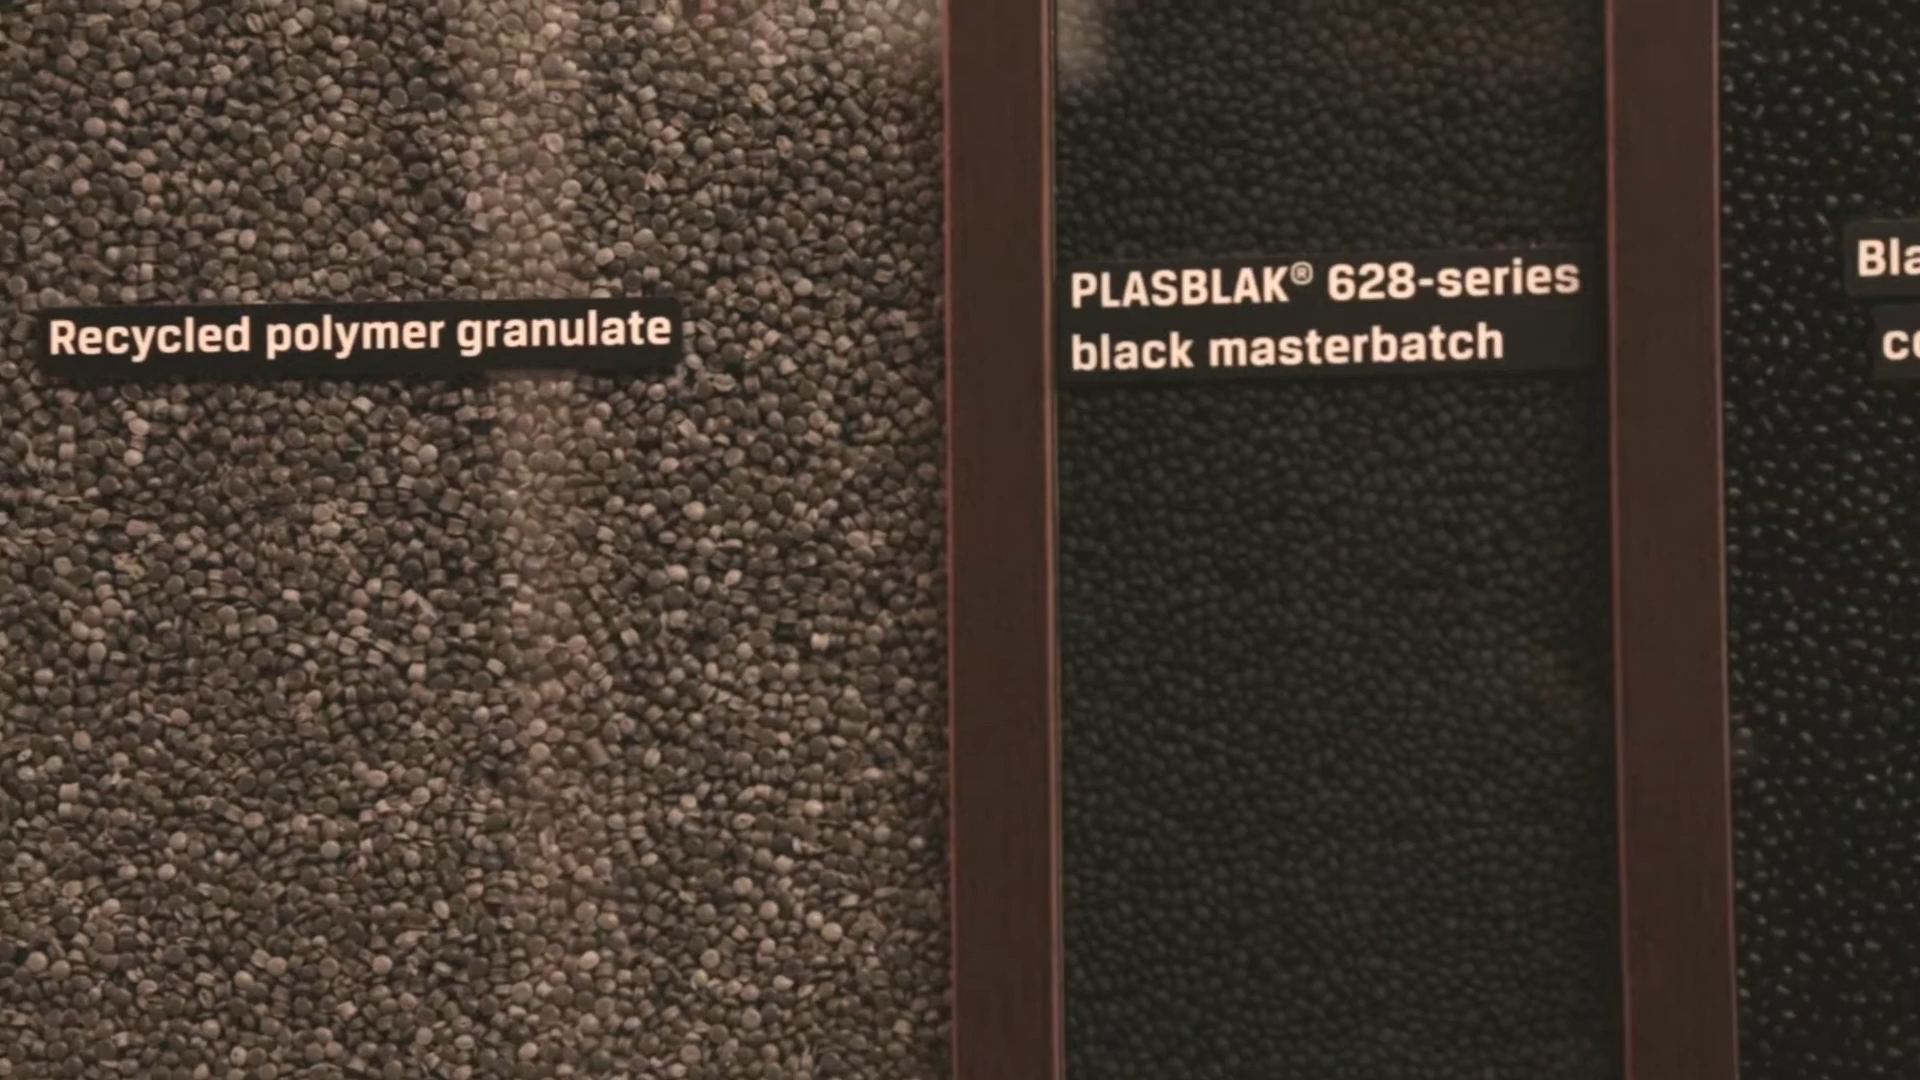 Recycled polymer granulate
PLASBLAK® 628-series
black masterbatch